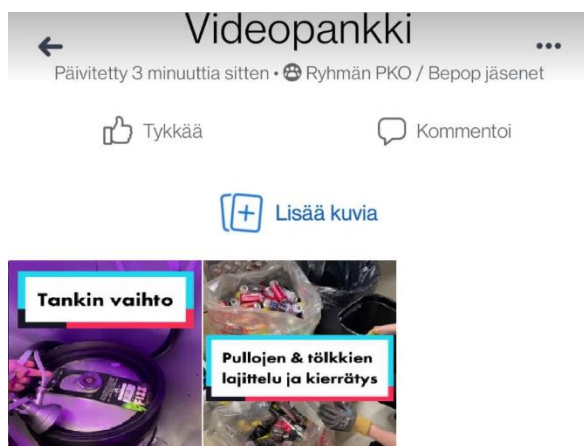 Videopankki
Päivitetty 3 minuuttia sitten • Ryhmän PKO / Bepop jäsenet
Tykkää
Kommentoi
Lisää kuvia
Tankin vaihto
Pullojen & tölkkien
lajittelu ja kierrätys